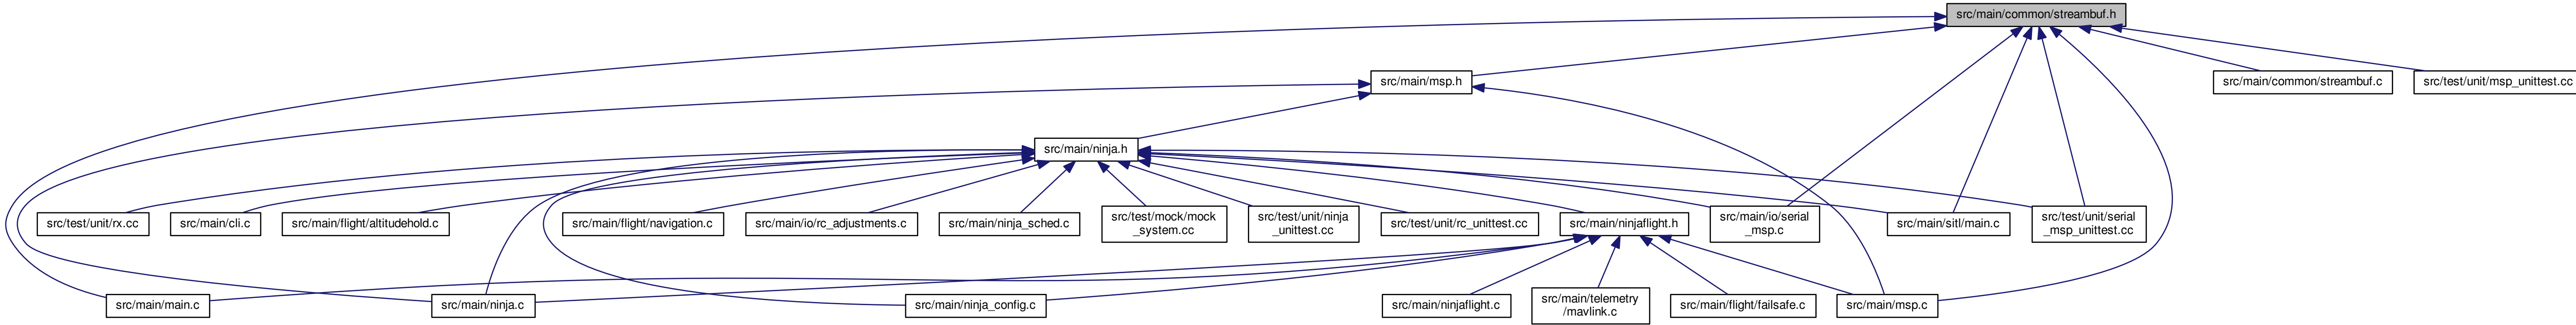 src/main/common/streambuf.h
src/main/msp.h
src/main/common/streambuf.c
src/test/unit/msp_unittest.cc
src/main/ninja.h
src/test/unit/rx.cc
src/main/cli.c
src/main/flight/altitudehold.c
src/main/flight/navigation.c
src/main/io/rc_adjustments.c
src/main/ninja_sched.c
src/test/mock/mock
_system.cc
src/test/unit/ninja
_unittest.cc
src/test/unit/rc_unittest.cc
src/main/ninjaflight.h
src/main/io/serial
_msp.c
src/main/sitl/main.c
src/test/unit/serial
_msp_unittest.cc
src/main/main.c
src/main/ninja.c
src/main/ninja_config.c
src/main/ninjaflight.c
src/main/telemetry
/mavlink.c
src/main/flight/failsafe.c
src/main/msp.c